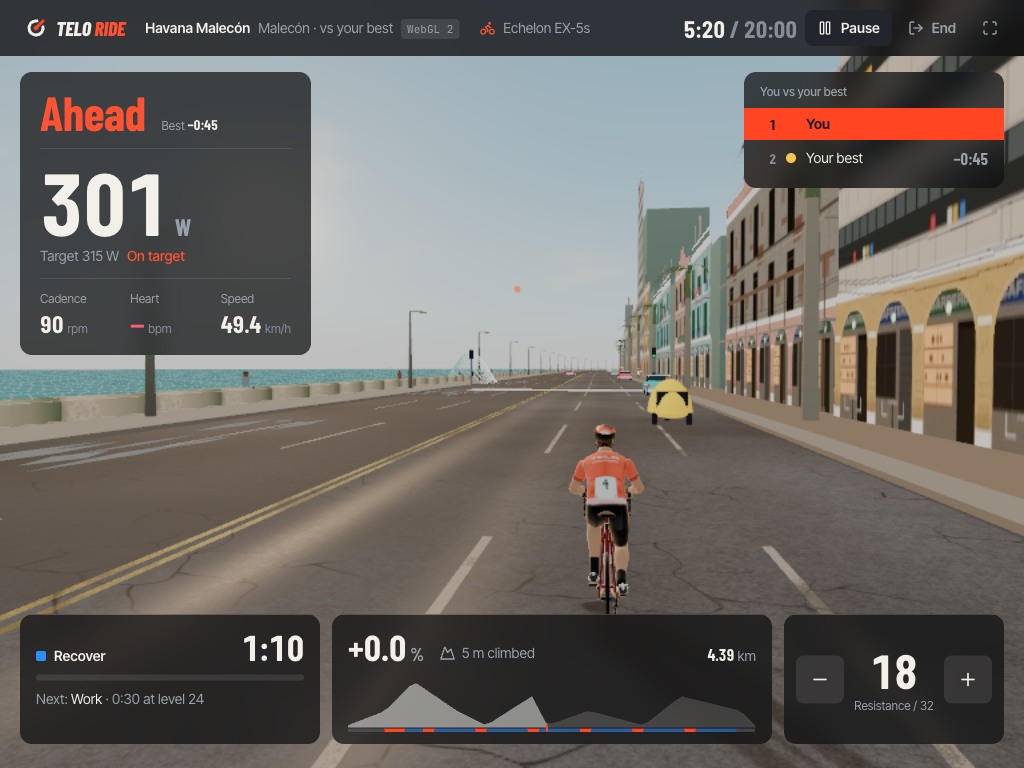 TELO RIDE
Havana Malecón Malecón · vs your best WebGL 2 Echelon EX-5s 5:20 / 20:00 Pause End
Ahead Best −0:45
301 W
Target 315 W On target
Cadence Heart Speed
90 rpm — bpm 49.4 km/h
You vs your best
1 You
2 Your best −0:45
Recover 1:10
Next: Work · 0:30 at level 24
+0.0 % 5 m climbed 4.39 km
− 18 +
Resistance / 32